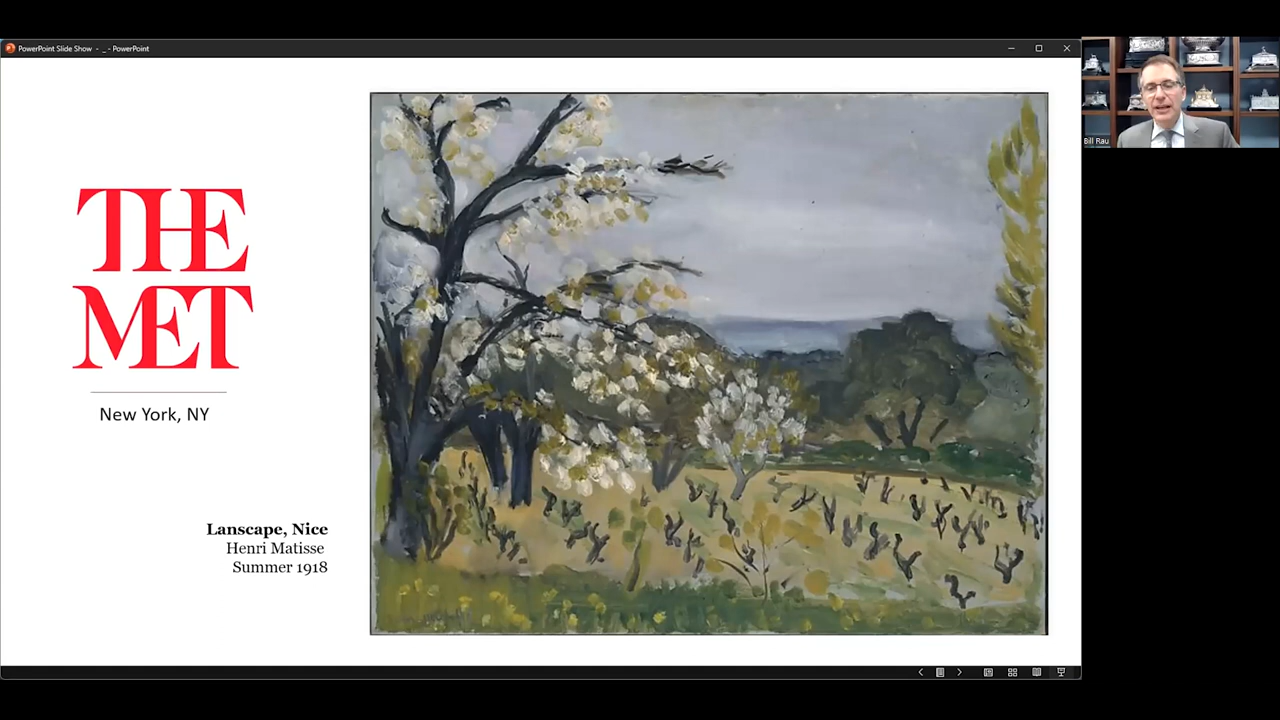 PowerPoint Slide Show - _ - PowerPoint
Bill Rau
THE
MET
New York, NY
Lanscape, Nice
Henri Matisse
Summer 1918